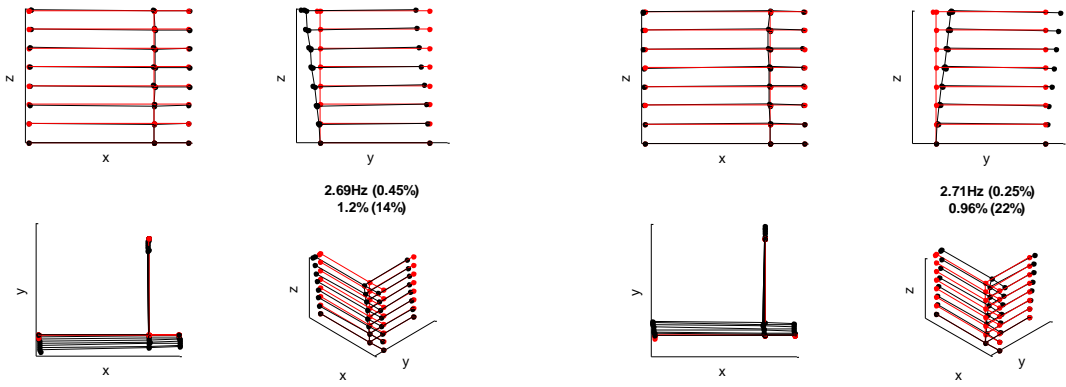 z
x
z
y
z
x
z
y
2.69Hz (0.45%)
1.2% (14%)
2.71Hz (0.25%)
0.96% (22%)
y
x
z
x
y
y
x
z
x
y